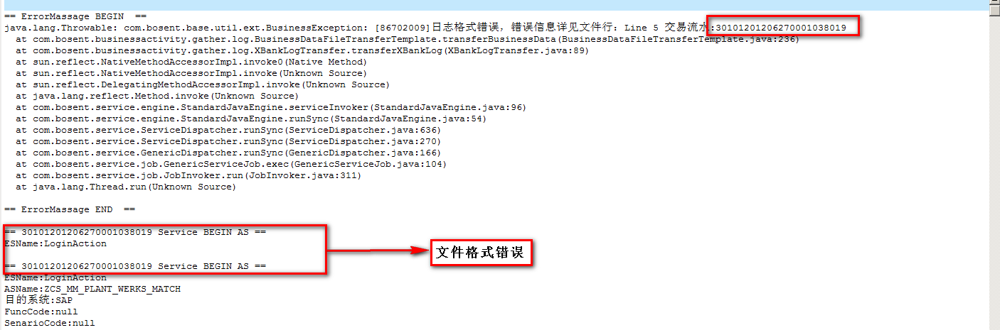 == ErrorMassage BEGIN  ==
java.lang.Throwable: com.bosent.base.util.ext.BusinessException: [86702009]日志格式错误，错误信息详见文件行：Line 5 交易流水:30101201206270001038019
  at com.bosent.businessactivity.gather.log.BusinessDataFileTransferTemplate.transferBusinessData(BusinessDataFileTransferTemplate.java:236)
  at com.bosent.businessactivity.gather.log.XBankLogTransfer.transferXBankLog(XBankLogTransfer.java:89)
  at sun.reflect.NativeMethodAccessorImpl.invoke0(Native Method)
  at sun.reflect.NativeMethodAccessorImpl.invoke(Unknown Source)
  at sun.reflect.DelegatingMethodAccessorImpl.invoke(Unknown Source)
  at java.lang.reflect.Method.invoke(Unknown Source)
  at com.bosent.service.engine.StandardJavaEngine.serviceInvoker(StandardJavaEngine.java:96)
  at com.bosent.service.engine.StandardJavaEngine.runSync(StandardJavaEngine.java:54)
  at com.bosent.service.ServiceDispatcher.runSync(ServiceDispatcher.java:636)
  at com.bosent.service.ServiceDispatcher.runSync(ServiceDispatcher.java:270)
  at com.bosent.service.GenericDispatcher.runSync(GenericDispatcher.java:166)
  at com.bosent.service.job.GenericServiceJob.exec(GenericServiceJob.java:104)
  at com.bosent.service.job.JobInvoker.run(JobInvoker.java:311)
  at java.lang.Thread.run(Unknown Source)
== ErrorMassage END  ==
== 30101201206270001038019 Service BEGIN AS ==
ESName:LoginAction
文件格式错误
== 30101201206270001038019 Service BEGIN AS ==
ESName:LoginAction
ASName:ZCS_MM_PLANT_WERKS_MATCH
目的系统:SAP
FuncCode:null
SenarioCode:null